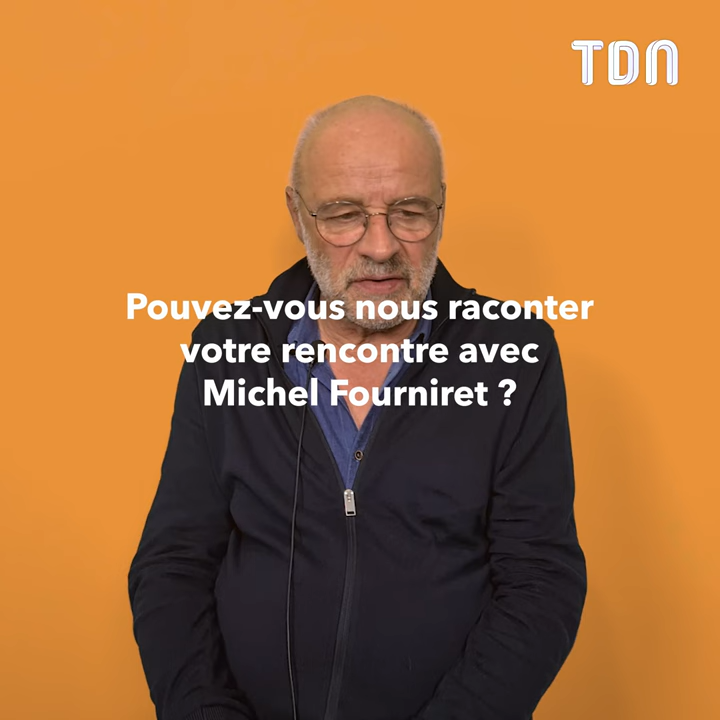 TDN
Pouvez-vous nous raconter
votre rencontre avec
Michel Fourniret ?